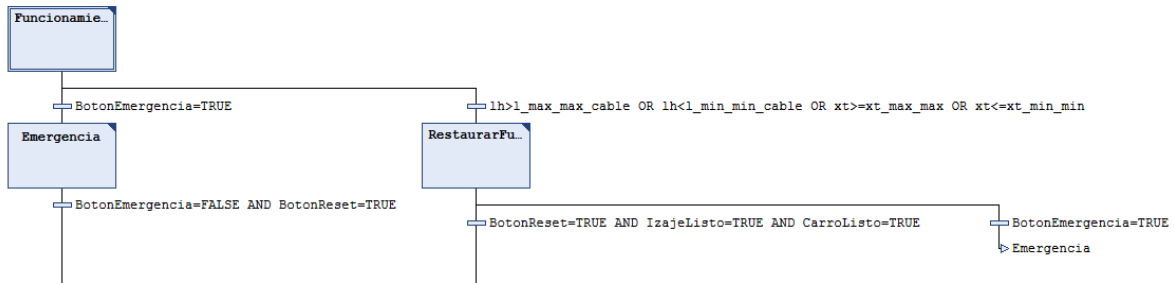 Funcionamie…
BotonEmergencia=TRUE
lh>l_max_max_cable OR lh<l_min_min_cable OR xt>=xt_max_max OR xt<=xt_min_min
Emergencia
RestaurarFu…
BotonEmergencia=FALSE AND BotonReset=TRUE
BotonReset=TRUE AND IzajeListo=TRUE AND CarroListo=TRUE
BotonEmergencia=TRUE
Emergencia